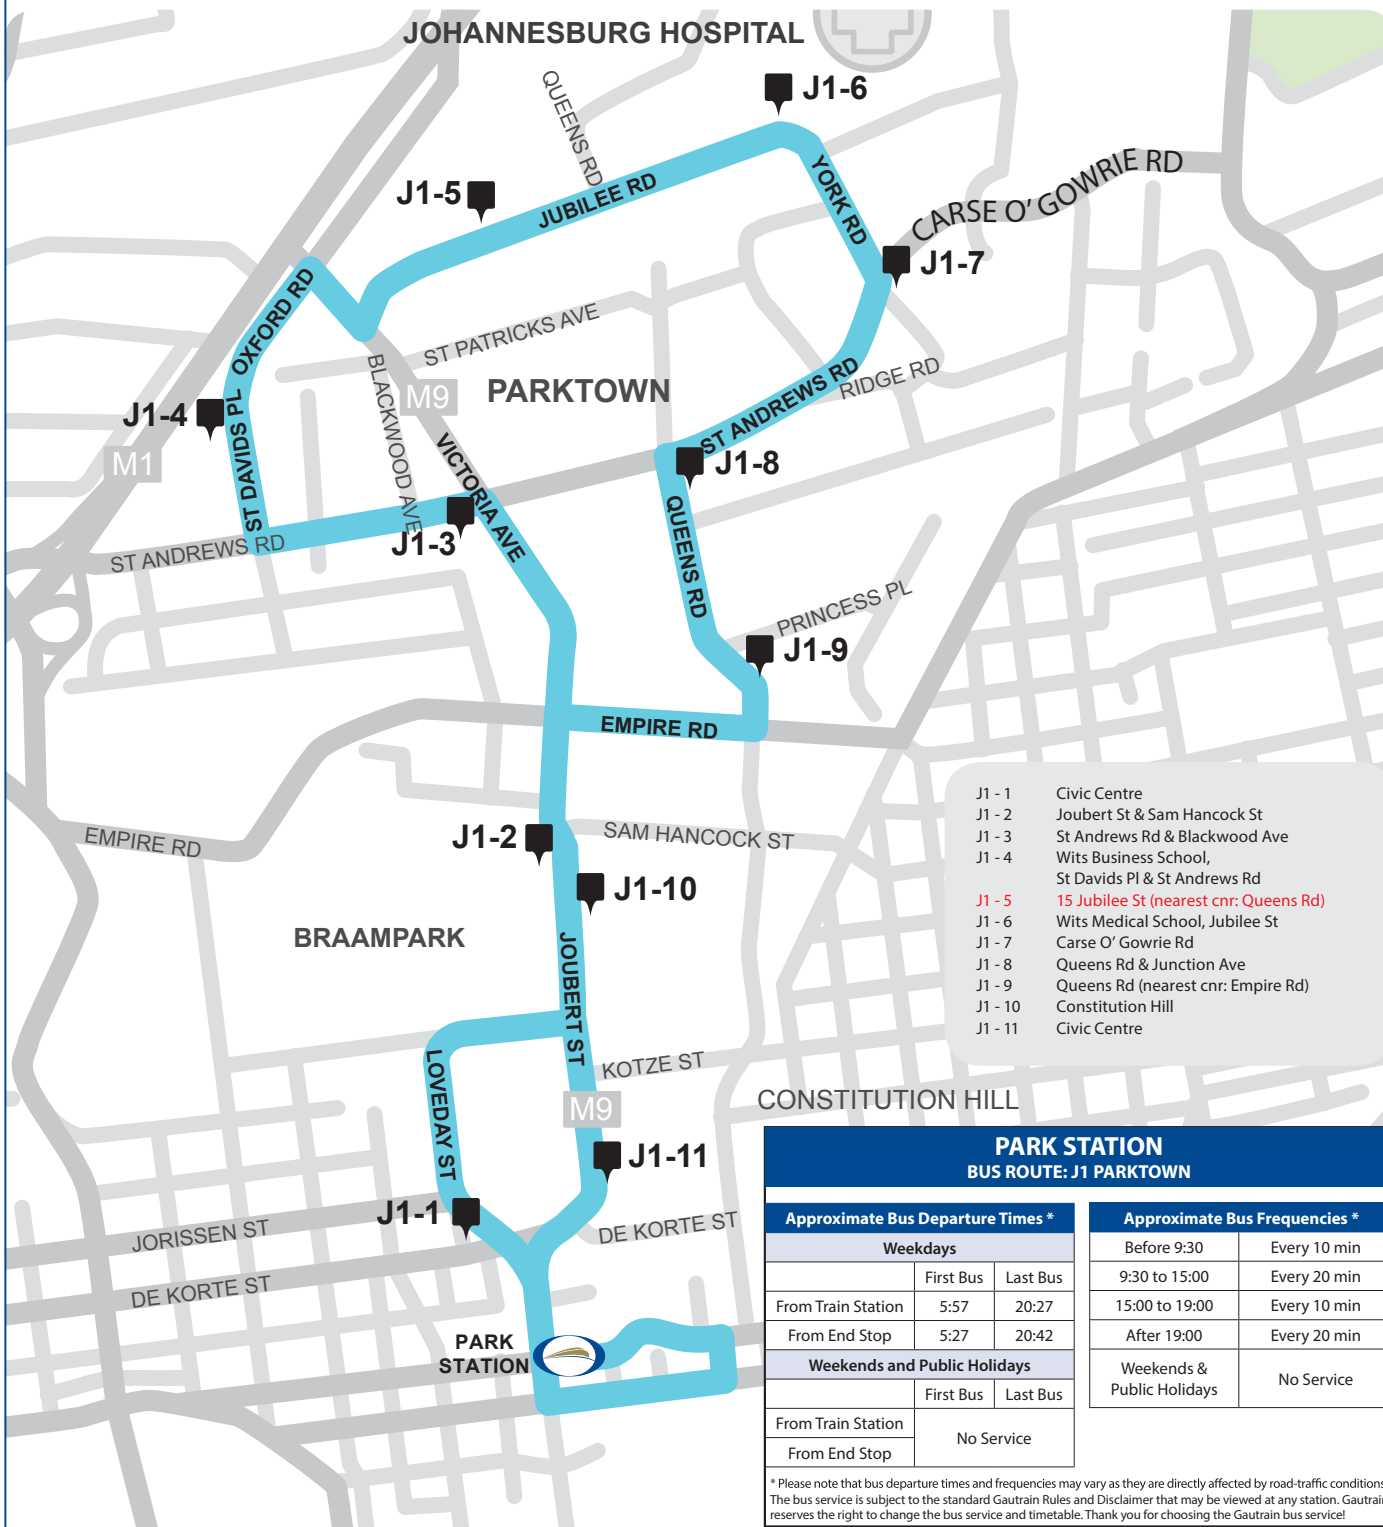 JOHANNESBURG HOSPITAL
J1-6
QUEENS RD
YORK RD
CARSE O' GOWRIE RD
J1-5
JUBILEE RD
J1-7
OXFORD RD
ST PATRICKS AVE
BLACKWOOD AVE
M9
PARKTOWN
ST ANDREWS RD
RIDGE RD
J1-4
M1
ST DAVIDS PL
VICTORIA AVE
J1-8
J1-3
ST ANDREWS RD
QUEENS RD
PRINCESS PL
J1-9
EMPIRE RD
J1-2
SAM HANCOCK ST
EMPIRE RD
J1-10
BRAAMPARK
JOUBERT ST
LOVEDAY ST
KOTZE ST
M9
CONSTITUTION HILL
J1-11
J1-1
JORISSEN ST
DE KORTE ST
DE KORTE ST
PARK
STATION
J1 - 1 Civic Centre
J1 - 2 Joubert St & Sam Hancock St
J1 - 3 St Andrews Rd & Blackwood Ave
J1 - 4 Wits Business School,
St Davids Pl & St Andrews Rd
J1 - 5 15 Jubilee St (nearest cnr: Queens Rd)
J1 - 6 Wits Medical School, Jubilee St
J1 - 7 Carse O' Gowrie Rd
J1 - 8 Queens Rd & Junction Ave
J1 - 9 Queens Rd (nearest cnr: Empire Rd)
J1 - 10 Constitution Hill
J1 - 11 Civic Centre
PARK STATION
BUS ROUTE: J1 PARKTOWN
Approximate Bus Departure Times *
Weekdays
First Bus Last Bus
From Train Station 5:57 20:27
From End Stop 5:27 20:42
Weekends and Public Holidays
First Bus Last Bus
From Train Station
No Service
From End Stop
Approximate Bus Frequencies *
Before 9:30 Every 10 min
9:30 to 15:00 Every 20 min
15:00 to 19:00 Every 10 min
After 19:00 Every 20 min
Weekends &
Public Holidays
No Service
* Please note that bus departure times and frequencies may vary as they are directly affected by road-traffic conditions
The bus service is subject to the standard Gautrain Rules and Disclaimer that may be viewed at any station. Gautrain
reserves the right to change the bus service and timetable. Thank you for choosing the Gautrain bus service!